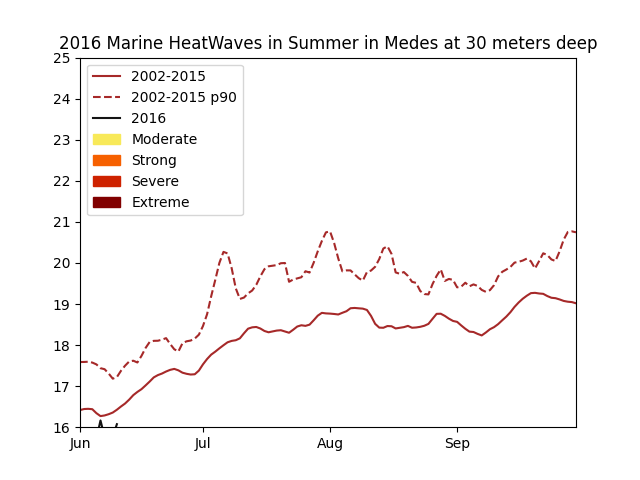 2016 Marine HeatWaves in Summer in Medes at 30 meters deep
25
24
23
22
21
20
19
18
17
16
2002-2015
2002-2015 p90
2016
Moderate
Strong
Severe
Extreme
Jun
Jul
Aug
Sep